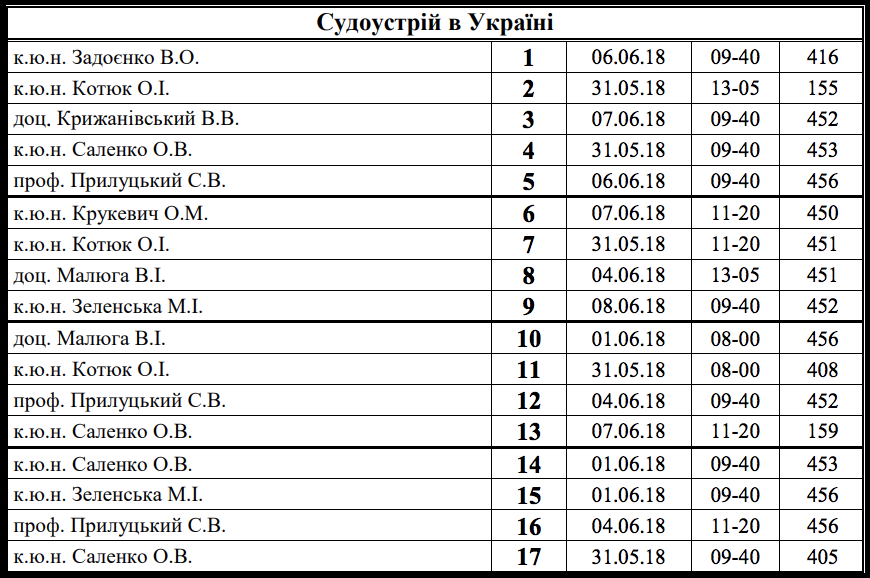 Судоустрій в Україні
к.ю.н. Задоєнко В.О. 1 06.06.18 09-40 416
к.ю.н. Котюк О.І. 2 31.05.18 13-05 155
доц. Крижанівський В.В. 3 07.06.18 09-40 452
к.ю.н. Саленко О.В. 4 31.05.18 09-40 453
проф. Прилуцький С.В. 5 06.06.18 09-40 456
к.ю.н. Крукевич О.М. 6 07.06.18 11-20 450
к.ю.н. Котюк О.І. 7 31.05.18 11-20 451
доц. Малюга В.І. 8 04.06.18 13-05 451
к.ю.н. Зеленська М.І. 9 08.06.18 09-40 452
доц. Малюга В.І. 10 01.06.18 08-00 456
к.ю.н. Котюк О.І. 11 31.05.18 08-00 408
проф. Прилуцький С.В. 12 04.06.18 09-40 452
к.ю.н. Саленко О.В. 13 07.06.18 11-20 159
к.ю.н. Саленко О.В. 14 01.06.18 09-40 453
к.ю.н. Зеленська М.І. 15 01.06.18 09-40 456
проф. Прилуцький С.В. 16 04.06.18 11-20 456
к.ю.н. Саленко О.В. 17 31.05.18 09-40 405